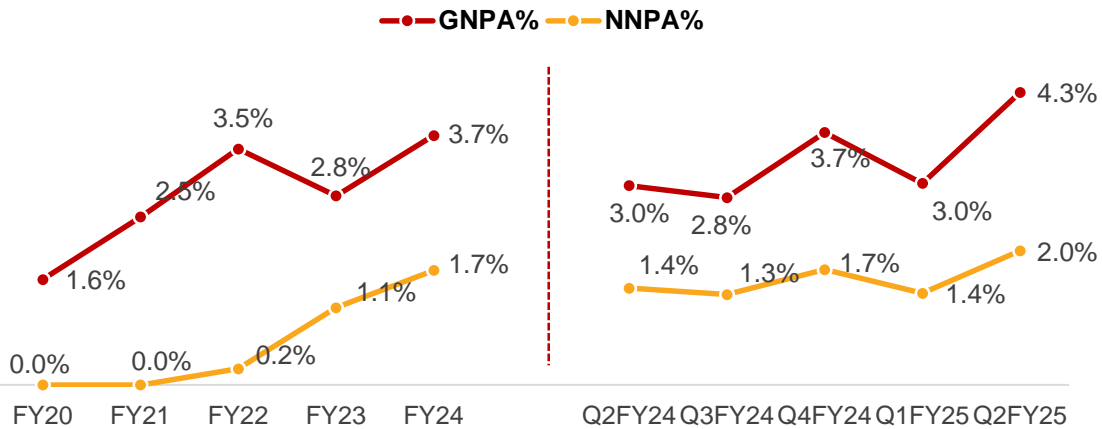 GNPA% NNPA%
3.5% 3.7% 4.3%
2.8%
2.5% 3.7%
3.0% 2.8% 3.0%
1.6% 1.7% 1.4% 1.3% 1.7% 2.0%
1.1% 1.4%
0.0% 0.0% 0.2%
FY20 FY21 FY22 FY23 FY24 Q2FY24 Q3FY24 Q4FY24 Q1FY25 Q2FY25